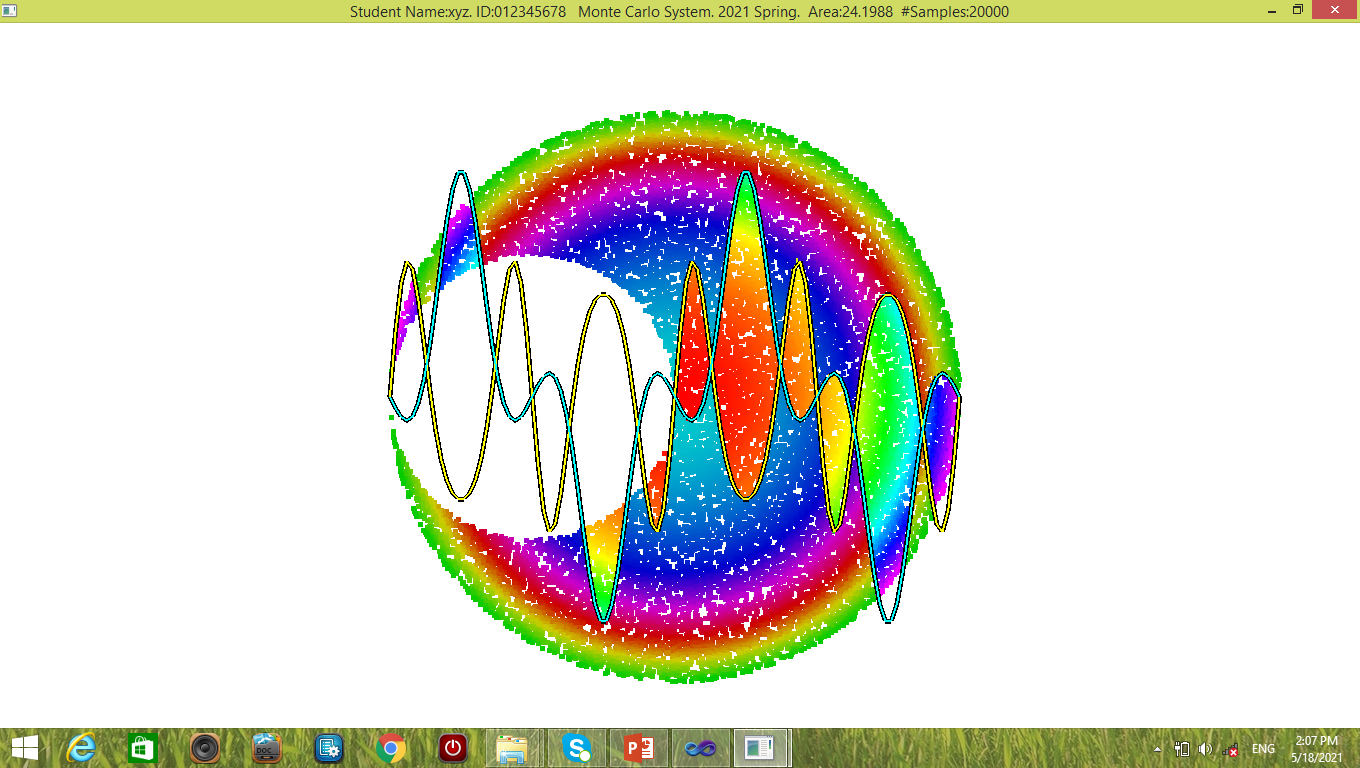 Student Name:xyz. ID:012345678   Monte Carlo System. 2021 Spring.  Area:24.1988  #Samples:20000
DOC
ENG
2:07 PM
5/18/2021